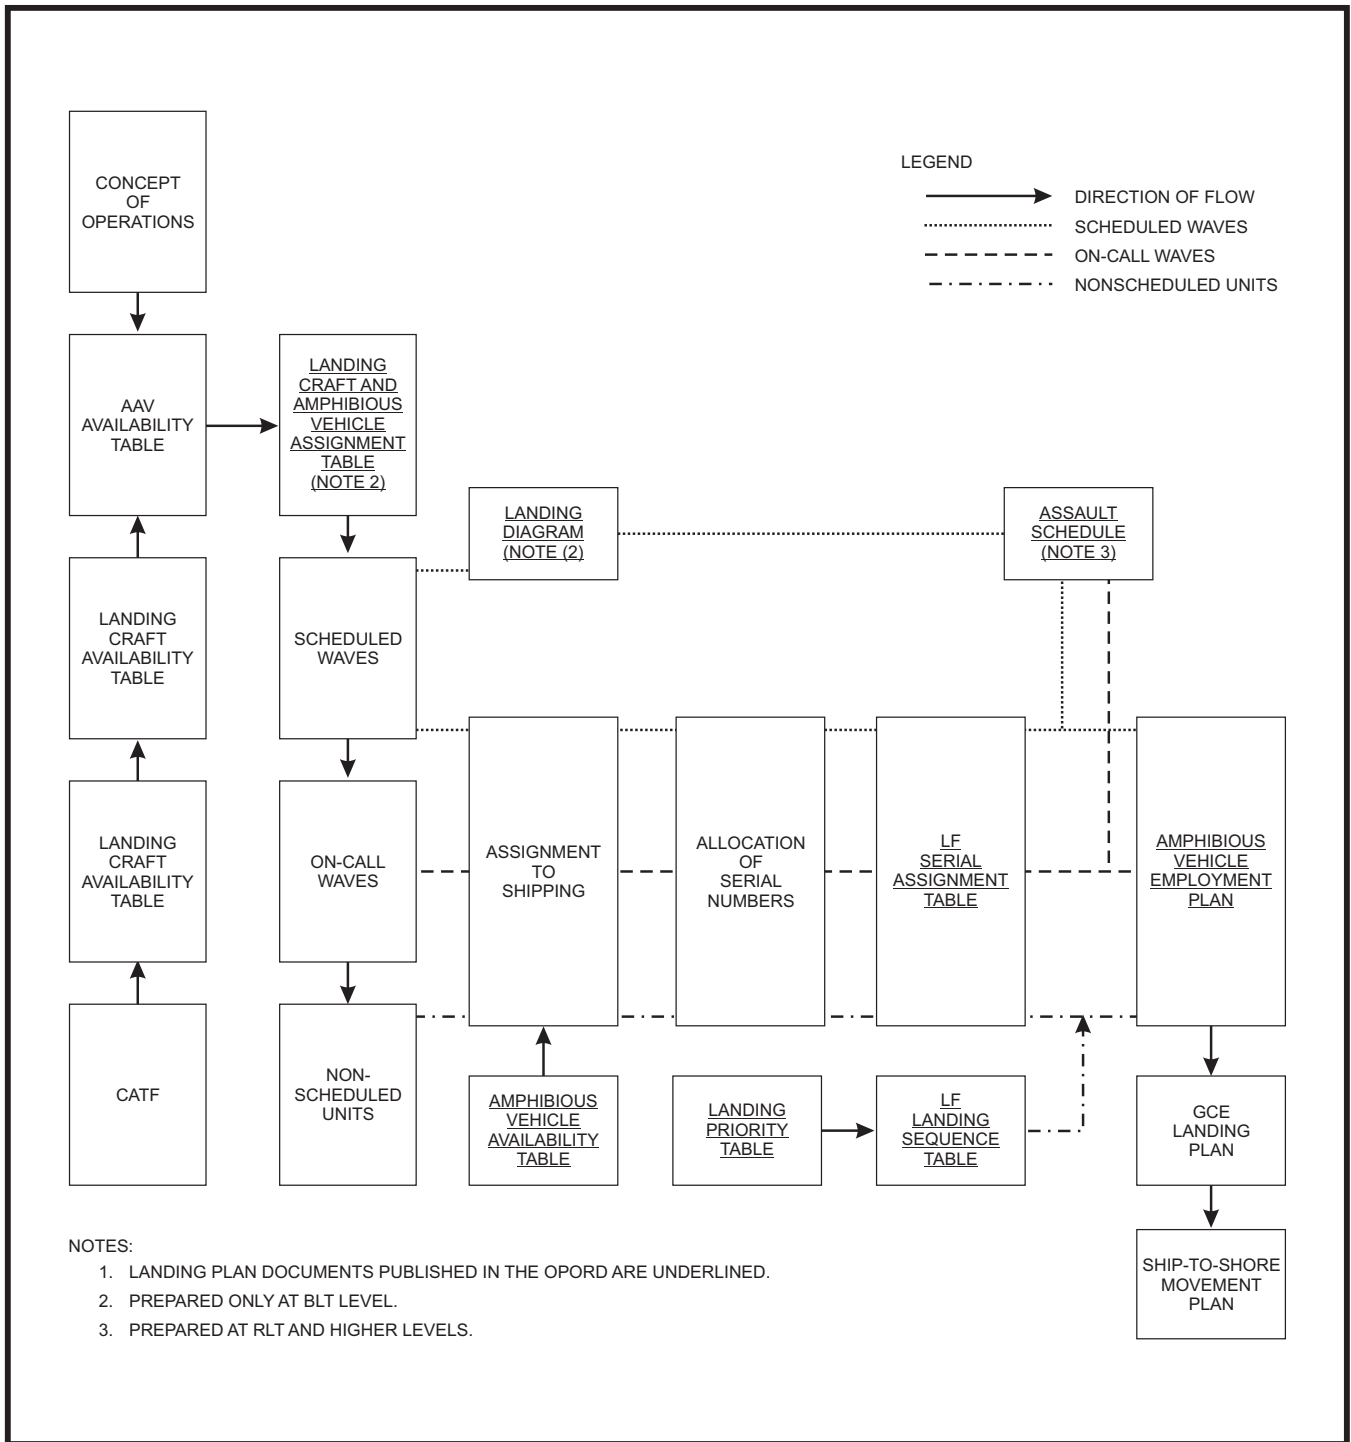 CONCEPT
OF
OPERATIONS
LEGEND
DIRECTION OF FLOW
SCHEDULED WAVES
ON-CALL WAVES
NONSCHEDULED UNITS
AAV
AVAILABILITY
TABLE
LANDING
CRAFT AND
AMPHIBIOUS
VEHICLE
ASSIGNMENT
TABLE
(NOTE 2)
LANDING
DIAGRAM
(NOTE (2)
ASSAULT
SCHEDULE
(NOTE 3)
LANDING
CRAFT
AVAILABILITY
TABLE
SCHEDULED
WAVES
LANDING
CRAFT
AVAILABILITY
TABLE
ON-CALL
WAVES
ASSIGNMENT
TO
SHIPPING
ALLOCATION
OF
SERIAL
NUMBERS
LF
SERIAL
ASSIGNMENT
TABLE
AMPHIBIOUS
VEHICLE
EMPLOYMENT
PLAN
CATF
NON-
SCHEDULED
UNITS
AMPHIBIOUS
VEHICLE
AVAILABILITY
TABLE
LANDING
PRIORITY
TABLE
LF
LANDING
SEQUENCE
TABLE
GCE
LANDING
PLAN
SHIP-TO-SHORE
MOVEMENT
PLAN
NOTES:
1. LANDING PLAN DOCUMENTS PUBLISHED IN THE OPORD ARE UNDERLINED.
2. PREPARED ONLY AT BLT LEVEL.
3. PREPARED AT RLT AND HIGHER LEVELS.